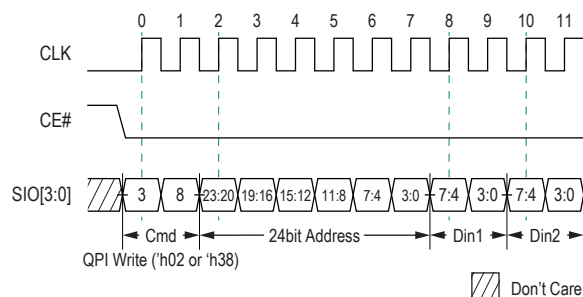 0 1 2 3 4 5 6 7 8 9 10 11
CLK
CE#
SIO[3:0] 3 8 23:20 19:16 15:12 11:8 7:4 3:0 7:4 3:0 7:4 3:0
Cmd 24bit Address Din1 Din2
QPI Write ('h02 or 'h38)
Don't Care